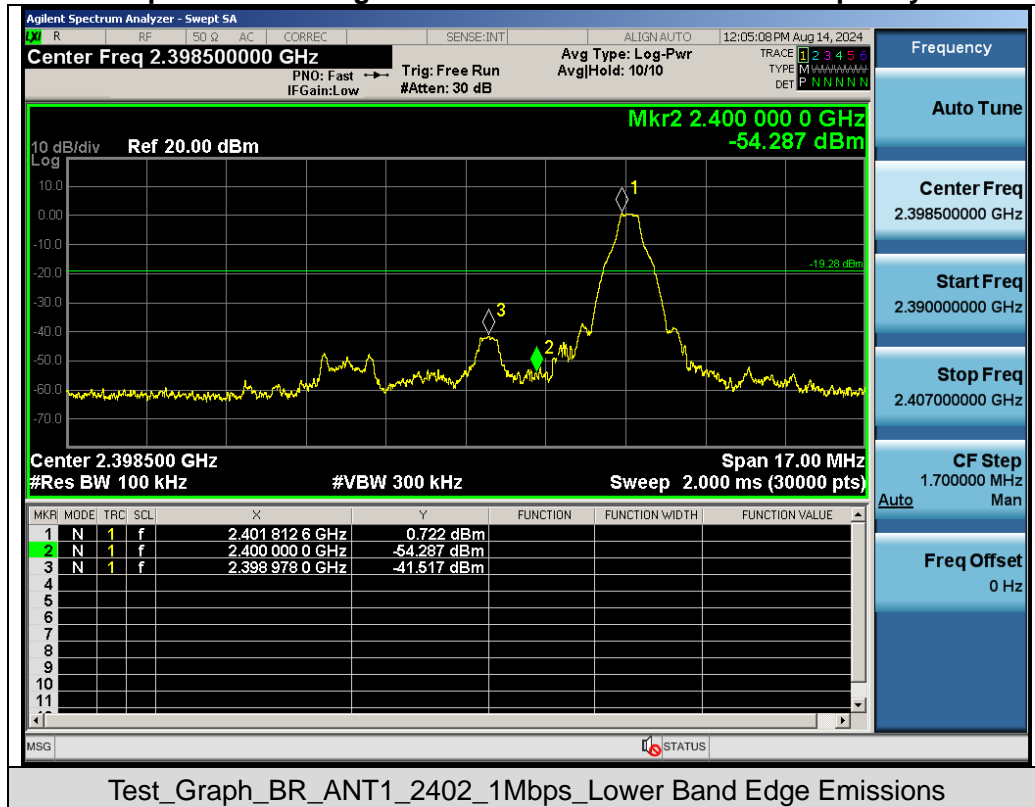 Agilent Spectrum Analyzer - Swept SA
LXI R RF 50 Ω AC CORREC SENSE:INT ALIGN AUTO 12:05:08 PM Aug 14, 2024
Center Freq 2.398500000 GHz
PNO: Fast
IFGain:Low
Trig: Free Run
#Atten: 30 dB
Avg Type: Log-Pwr
Avg|Hold: 10/10
TRACE 1 2 3 4 5 6
TYPE M
DET P N N N N N
Mkr2 2.400 000 0 GHz
-54.287 dBm
10 dB/div Ref 20.00 dBm
Log
10.0
0.00
-10.0
-20.0
-30.0
-40.0
-50.0
-60.0
-70.0
1
-19.28 dBm
3
2
Center 2.398500 GHz Span 17.00 MHz
#Res BW 100 kHz #VBW 300 kHz Sweep 2.000 ms (30000 pts)
MKR MODE TRC SCL X Y FUNCTION FUNCTION WIDTH FUNCTION VALUE
1 N 1 f 2.401 812 6 GHz 0.722 dBm
2 N 1 f 2.400 000 0 GHz -54.287 dBm
3 N 1 f 2.398 978 0 GHz -41.517 dBm
4
5
6
7
8
9
10
11
MSG STATUS
Frequency
Auto Tune
Center Freq
2.398500000 GHz
Start Freq
2.390000000 GHz
Stop Freq
2.407000000 GHz
CF Step
1.700000 MHz
Auto Man
Freq Offset
0 Hz
Test_Graph_BR_ANT1_2402_1Mbps_Lower Band Edge Emissions